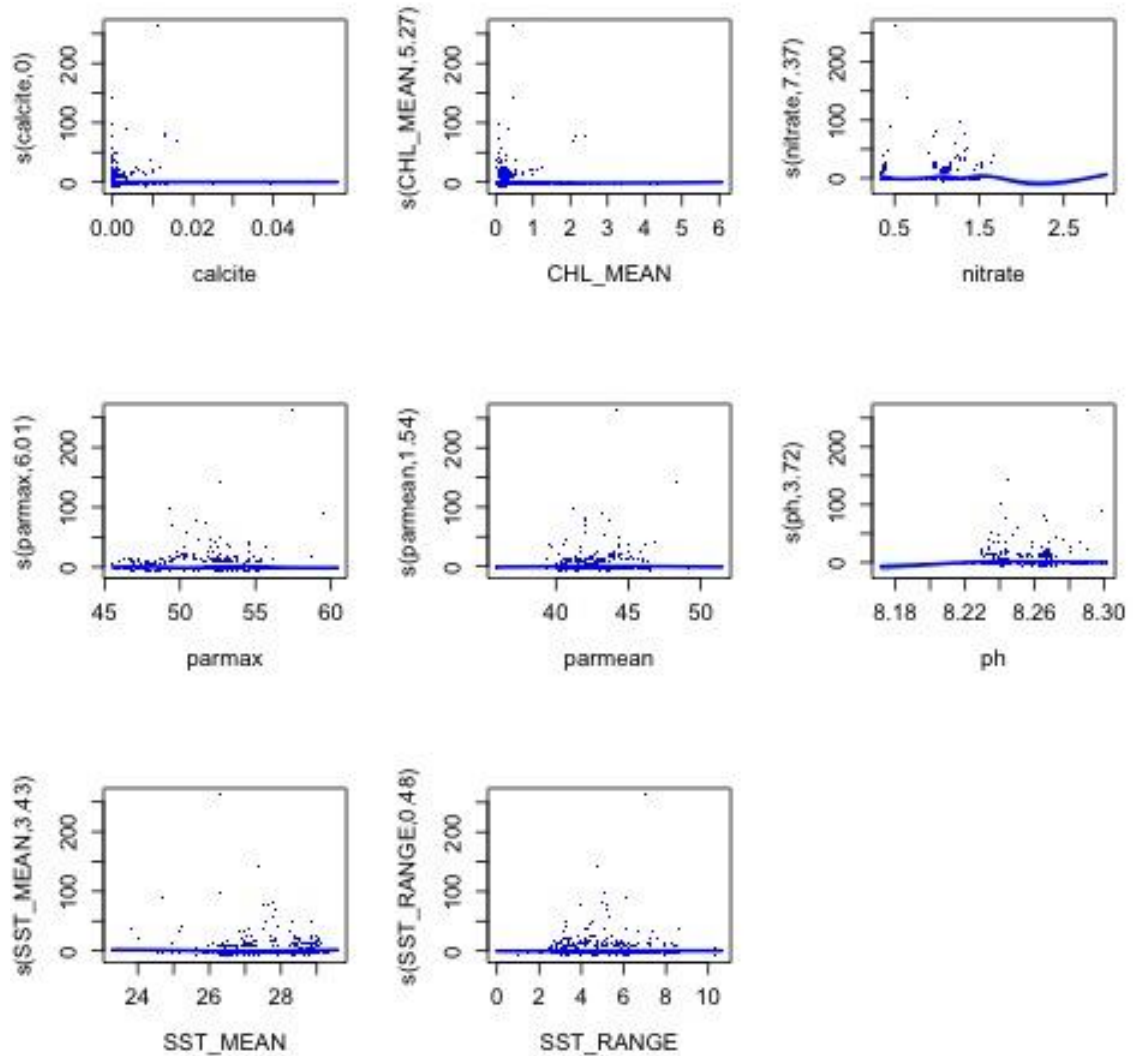 s(calcite,0)
0 100 200
0.00 0.02 0.04
calcite
s(CHL_MEAN,5.27)
0 100 200
0 1 2 3 4 5 6
CHL_MEAN
s(nitrate,7.37)
0 100 200
0.5 1.5 2.5
nitrate
s(parmax,6.01)
0 100 200
45 50 55 60
parmax
s(parmean,1.54)
0 100 200
40 45 50
parmean
s(ph,3.72)
0 100 200
8.18 8.22 8.26 8.30
ph
s(SST_MEAN,3.43)
0 100 200
24 26 28
SST_MEAN
s(SST_RANGE,0.48)
0 100 200
0 2 4 6 8 10
SST_RANGE